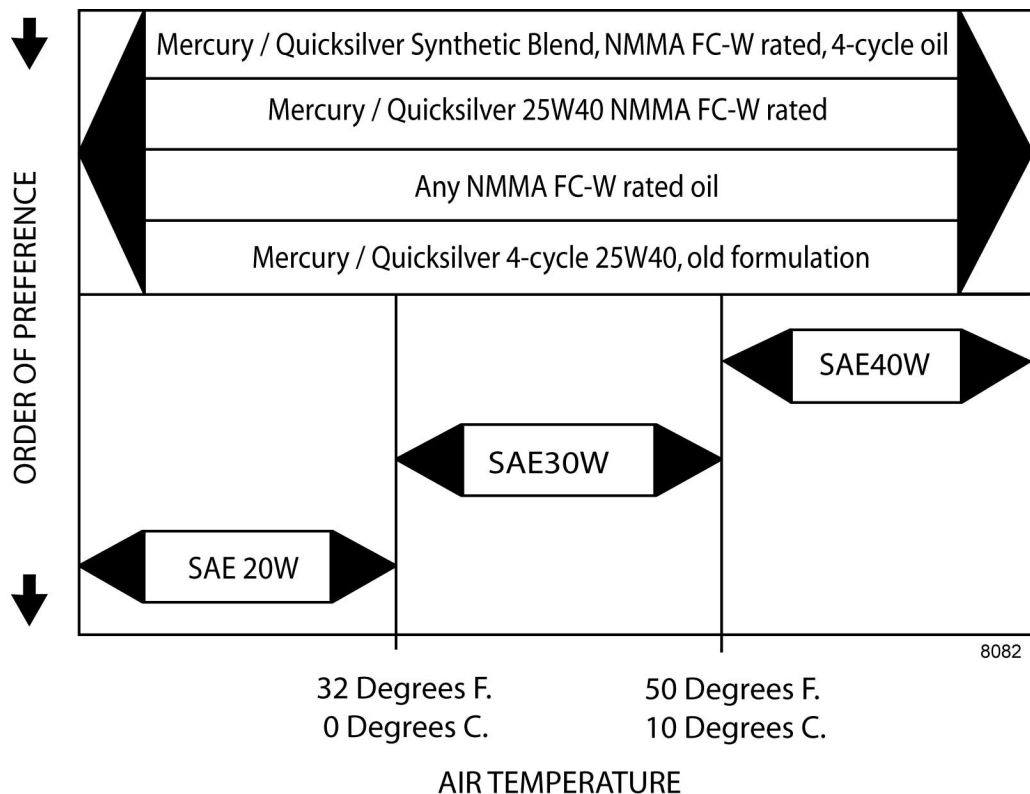 Mercury / Quicksilver Synthetic Blend, NMMA FC-W rated, 4-cycle oil
Mercury / Quicksilver 25W40 NMMA FC-W rated
Any NMMA FC-W rated oil
Mercury / Quicksilver 4-cycle 25W40, old formulation
ORDER OF PREFERENCE
SAE40W
SAE30W
SAE 20W
8082
32 Degrees F.
0 Degrees C.
50 Degrees F.
10 Degrees C.
AIR TEMPERATURE